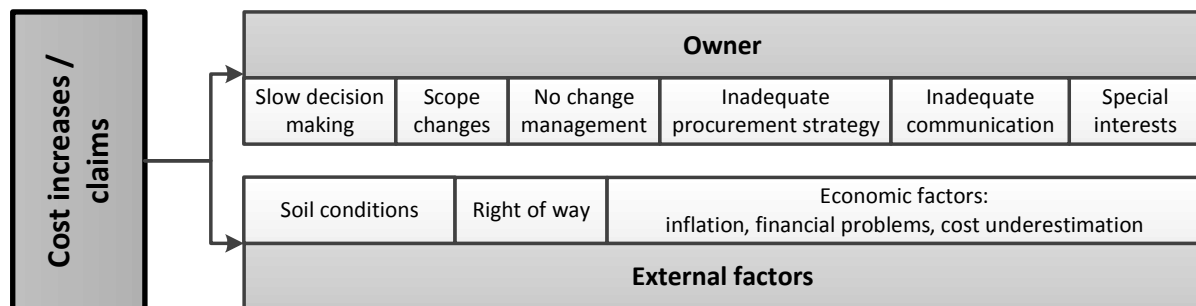 Cost increases /
claims
Owner
Slow decision
making
Scope
changes
No change
management
Inadequate
procurement strategy
Inadequate
communication
Special
interests
Soil conditions
Right of way
Economic factors:
inflation, financial problems, cost underestimation
External factors